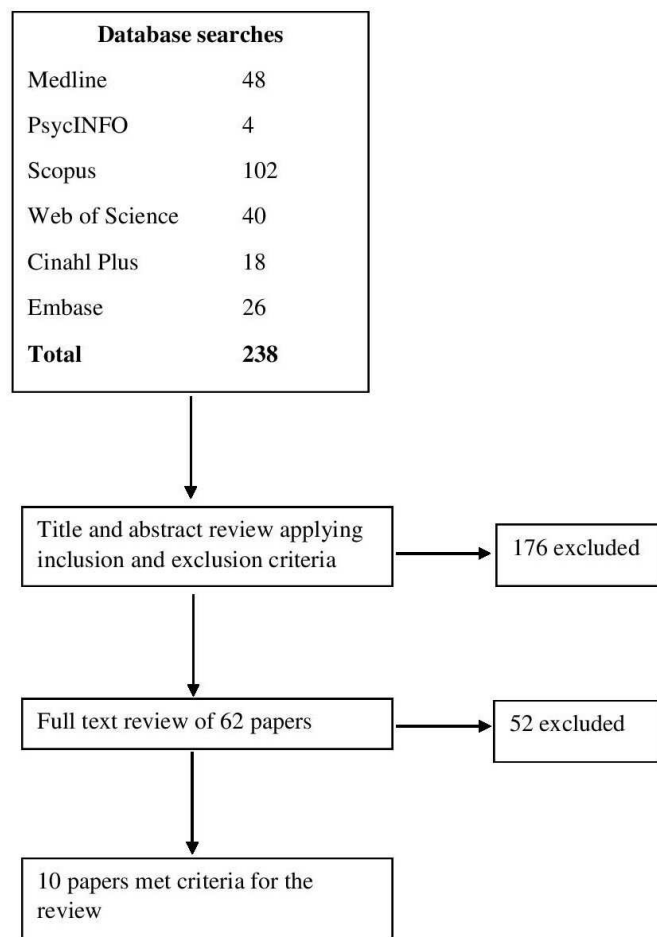 Database searches
Medline 48
PsycINFO 4
Scopus 102
Web of Science 40
Cinahl Plus 18
Embase 26
Total 238
Title and abstract review applying
inclusion and exclusion criteria
176 excluded
Full text review of 62 papers
52 excluded
10 papers met criteria for the
review